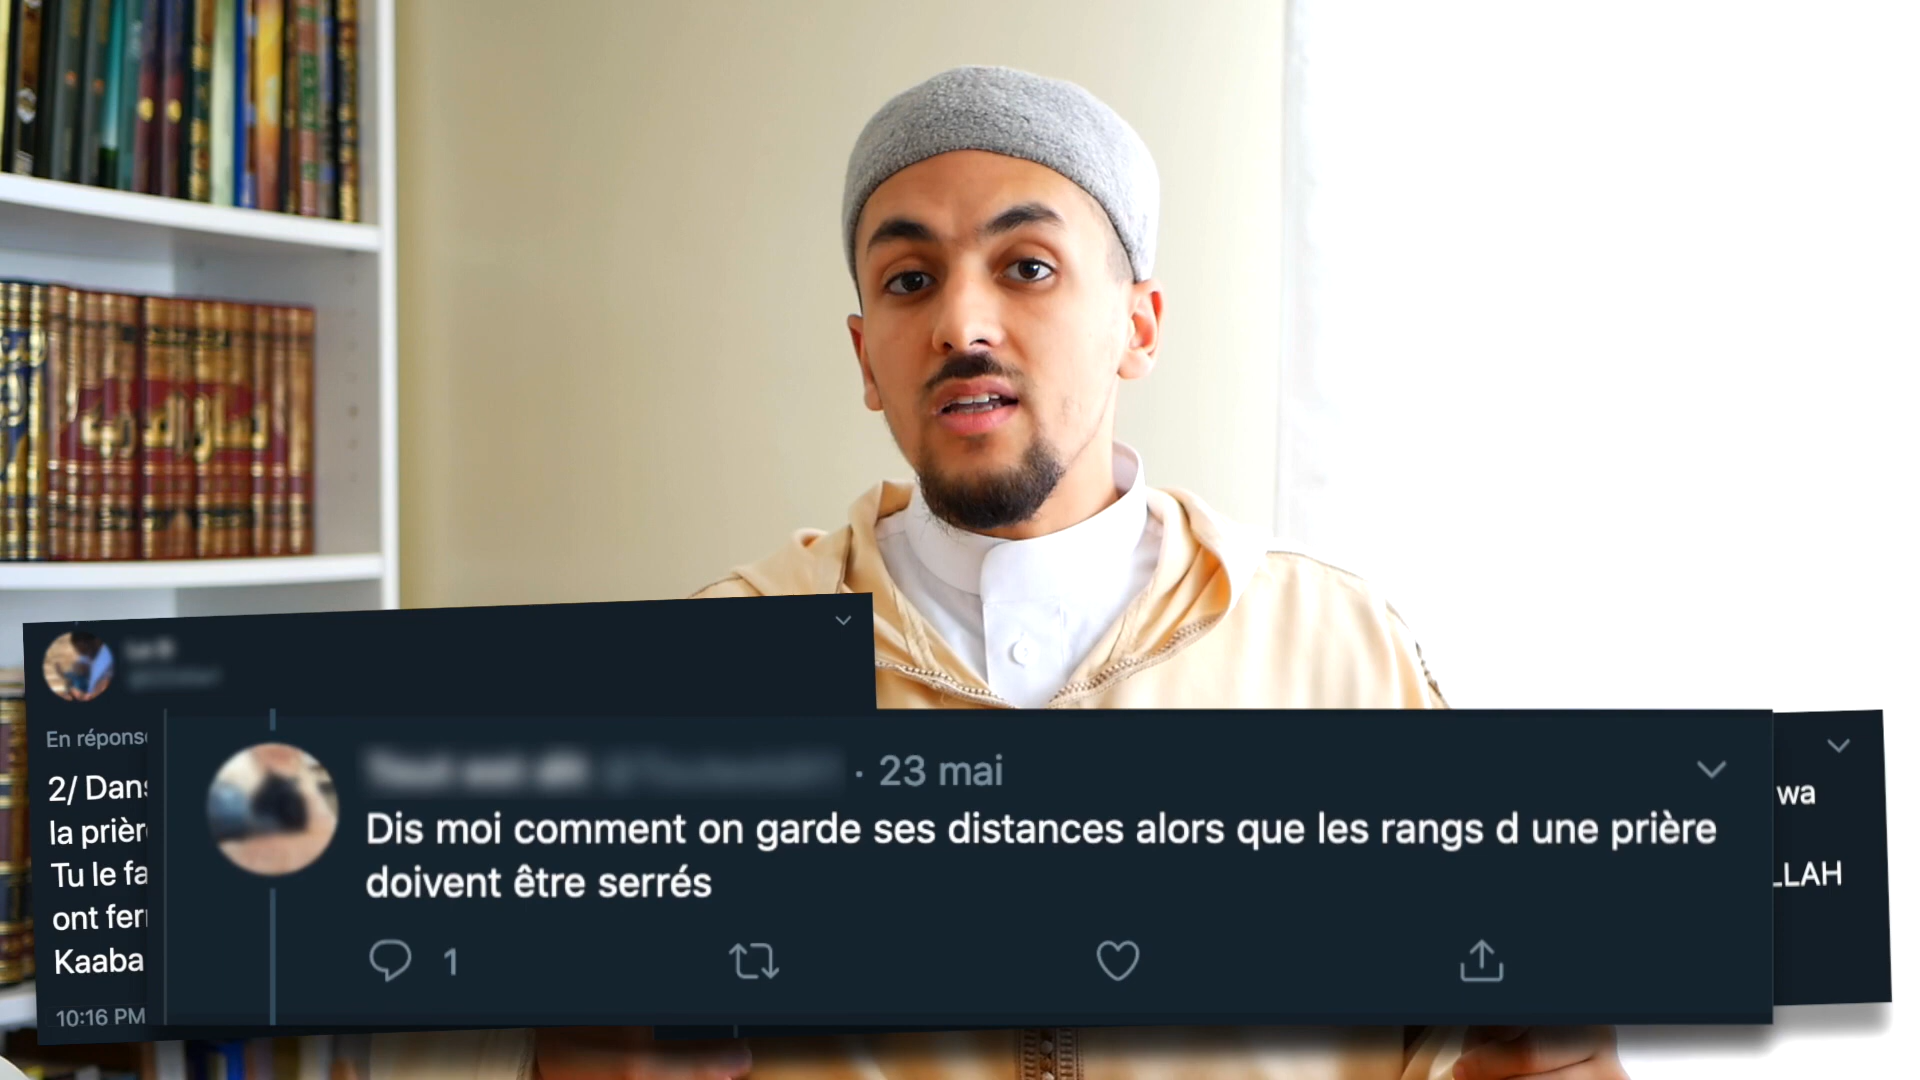 En réponse
2/ Dans
la prièr
Tu le fa
ont fer
Kaaba
10:16 PM
· 23 mai
Dis moi comment on garde ses distances alors que les rangs d une prière
doivent être serrés
1
wa
LLAH